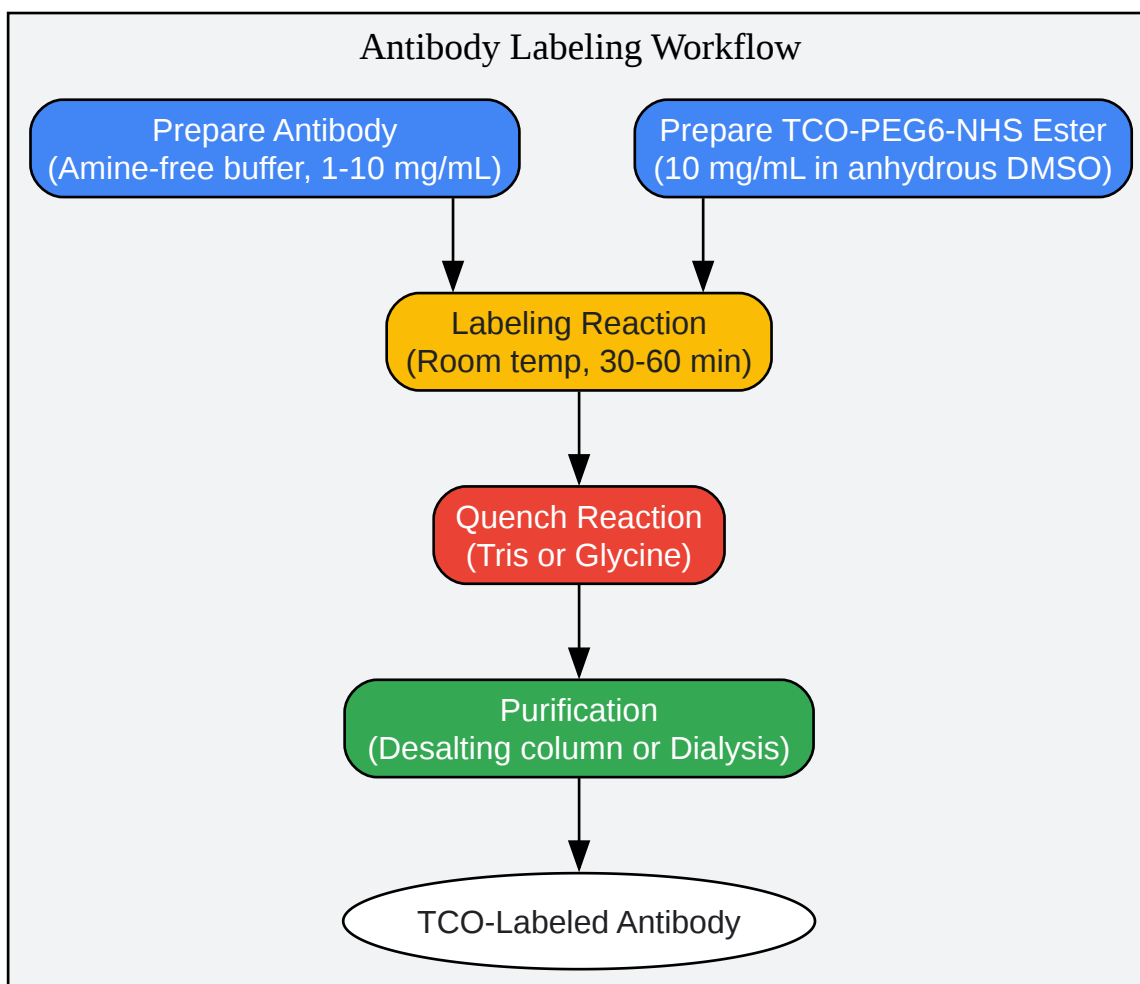 Antibody Labeling Workflow
Prepare Antibody
(Amine-free buffer, 1-10 mg/mL)
Prepare TCO-PEG6-NHS Ester
(10 mg/mL in anhydrous DMSO)
Labeling Reaction
(Room temp, 30-60 min)
Quench Reaction
(Tris or Glycine)
Purification
(Desalting column or Dialysis)
TCO-Labeled Antibody